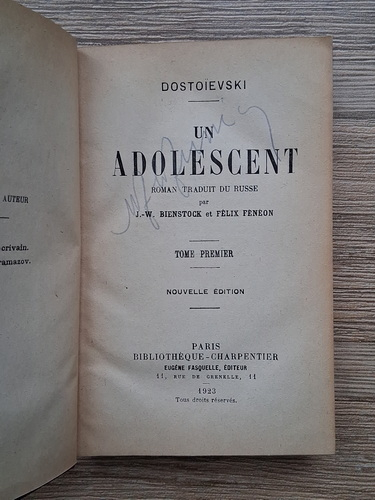 AUTEUR
crivain.
ramazov.
DOSTOÏEVSKI
UN
ADOLESCENT
ROMAN TRADUIT DU RUSSE
par
J.-W. BIENSTOCK et FÉLIX FÉNÉON
TOME PREMIER
NOUVELLE ÉDITION
PARIS
BIBLIOTHÈQUE-CHARPENTIER
EUGÈNE FASQUELLE, ÉDITEUR
11, RUE DE GRENELLE, 11
1923
Tous droits réservés.